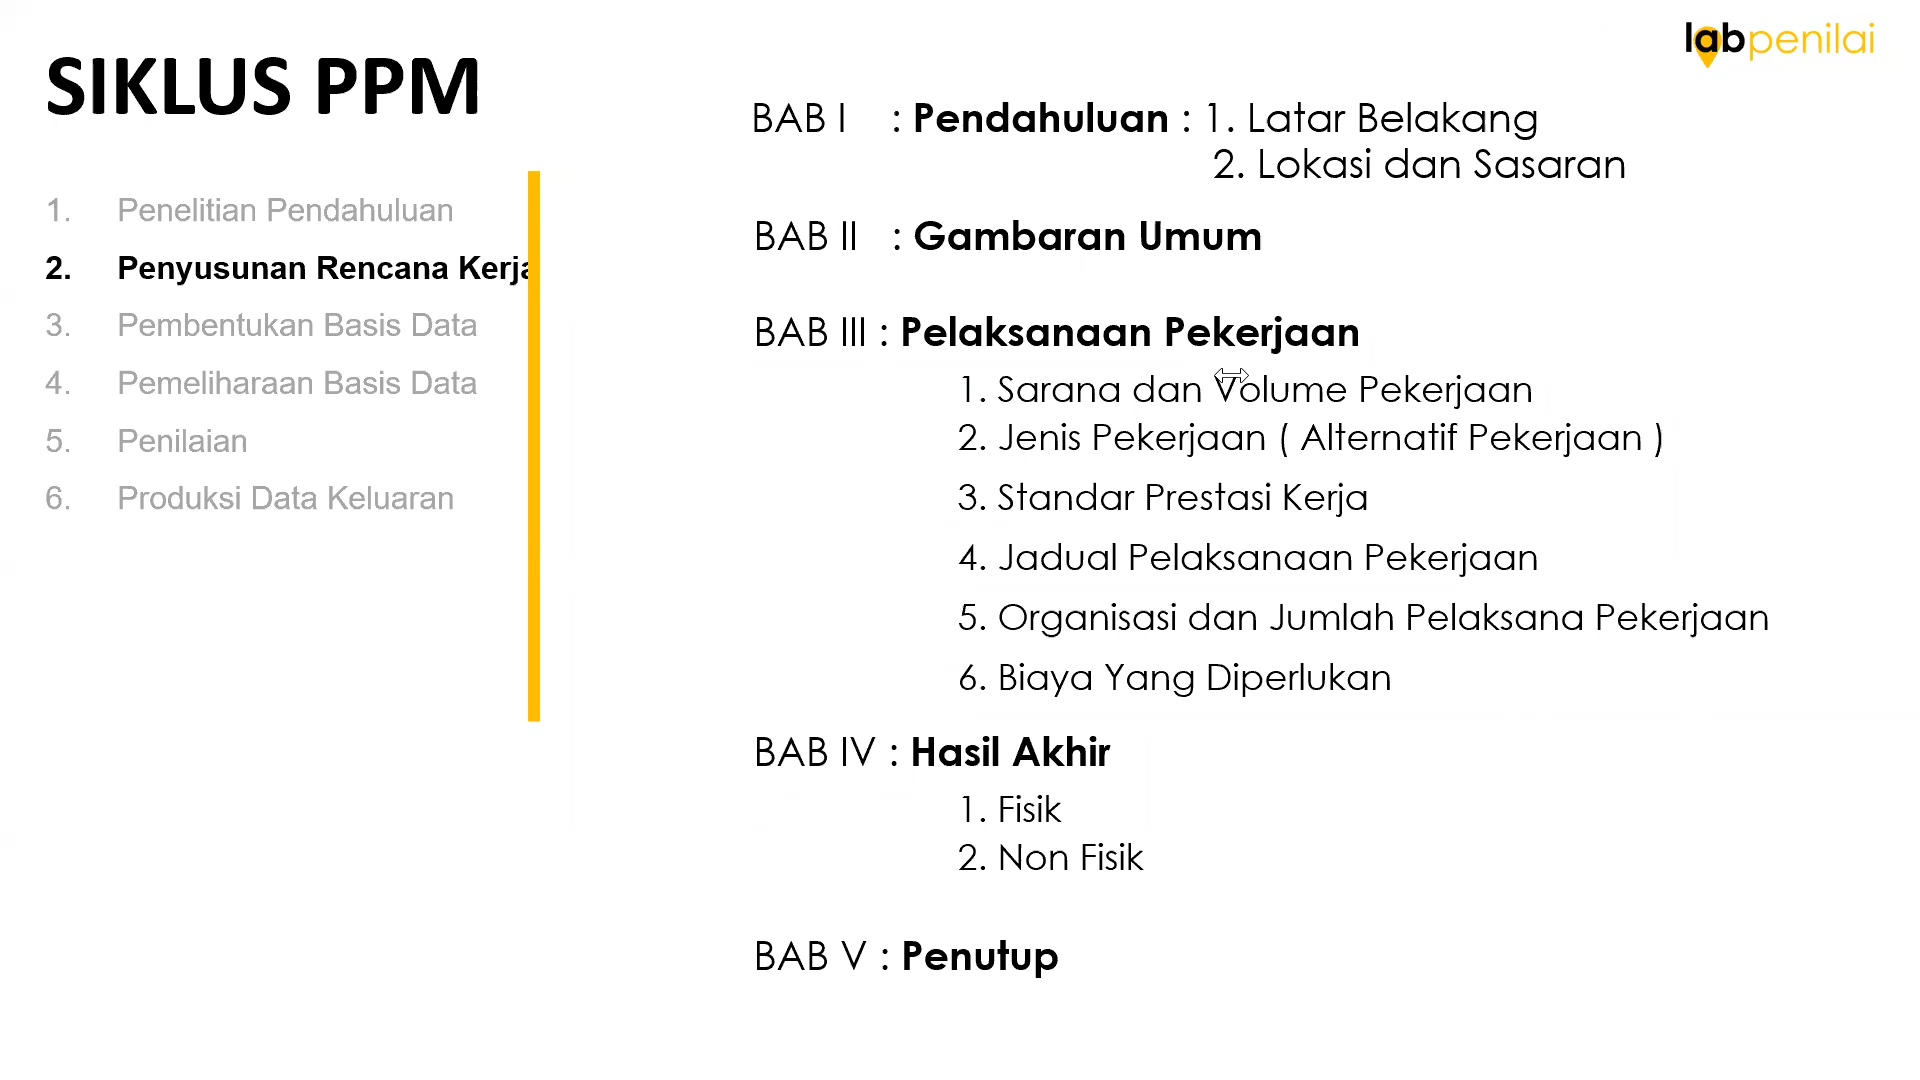 labpenilai
SIKLUS PPM
1. Penelitian Pendahuluan
2. Penyusunan Rencana Kerja
3. Pembentukan Basis Data
4. Pemeliharaan Basis Data
5. Penilaian
6. Produksi Data Keluaran
BAB I : Pendahuluan : 1. Latar Belakang
2. Lokasi dan Sasaran
BAB II : Gambaran Umum
BAB III : Pelaksanaan Pekerjaan
1. Sarana dan Volume Pekerjaan
2. Jenis Pekerjaan ( Alternatif Pekerjaan )
3. Standar Prestasi Kerja
4. Jadual Pelaksanaan Pekerjaan
5. Organisasi dan Jumlah Pelaksana Pekerjaan
6. Biaya Yang Diperlukan
BAB IV : Hasil Akhir
1. Fisik
2. Non Fisik
BAB V : Penutup